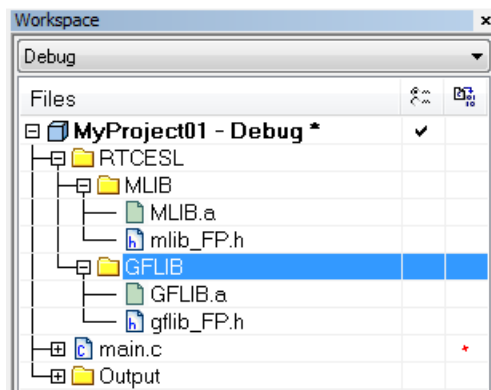 Workspace
Debug
Files
MyProject01 - Debug *
RTCESL
MLIB
MLIB.a
mlib_FP.h
GFLIB
GFLIB.a
gflib_FP.h
main.c
Output